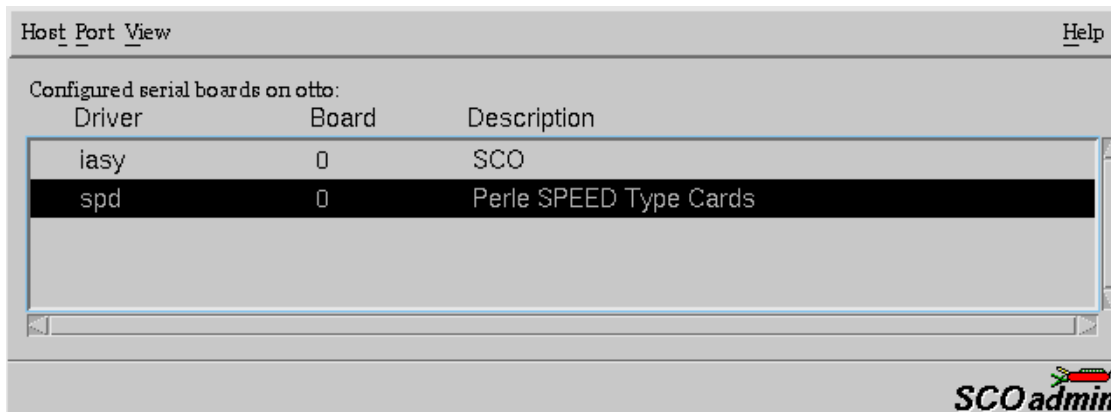 Host Port View Help
Configured serial boards on otto:
Driver Board Description
iasy 0 SCO
spd 0 Perle SPEED Type Cards
SCOadmin